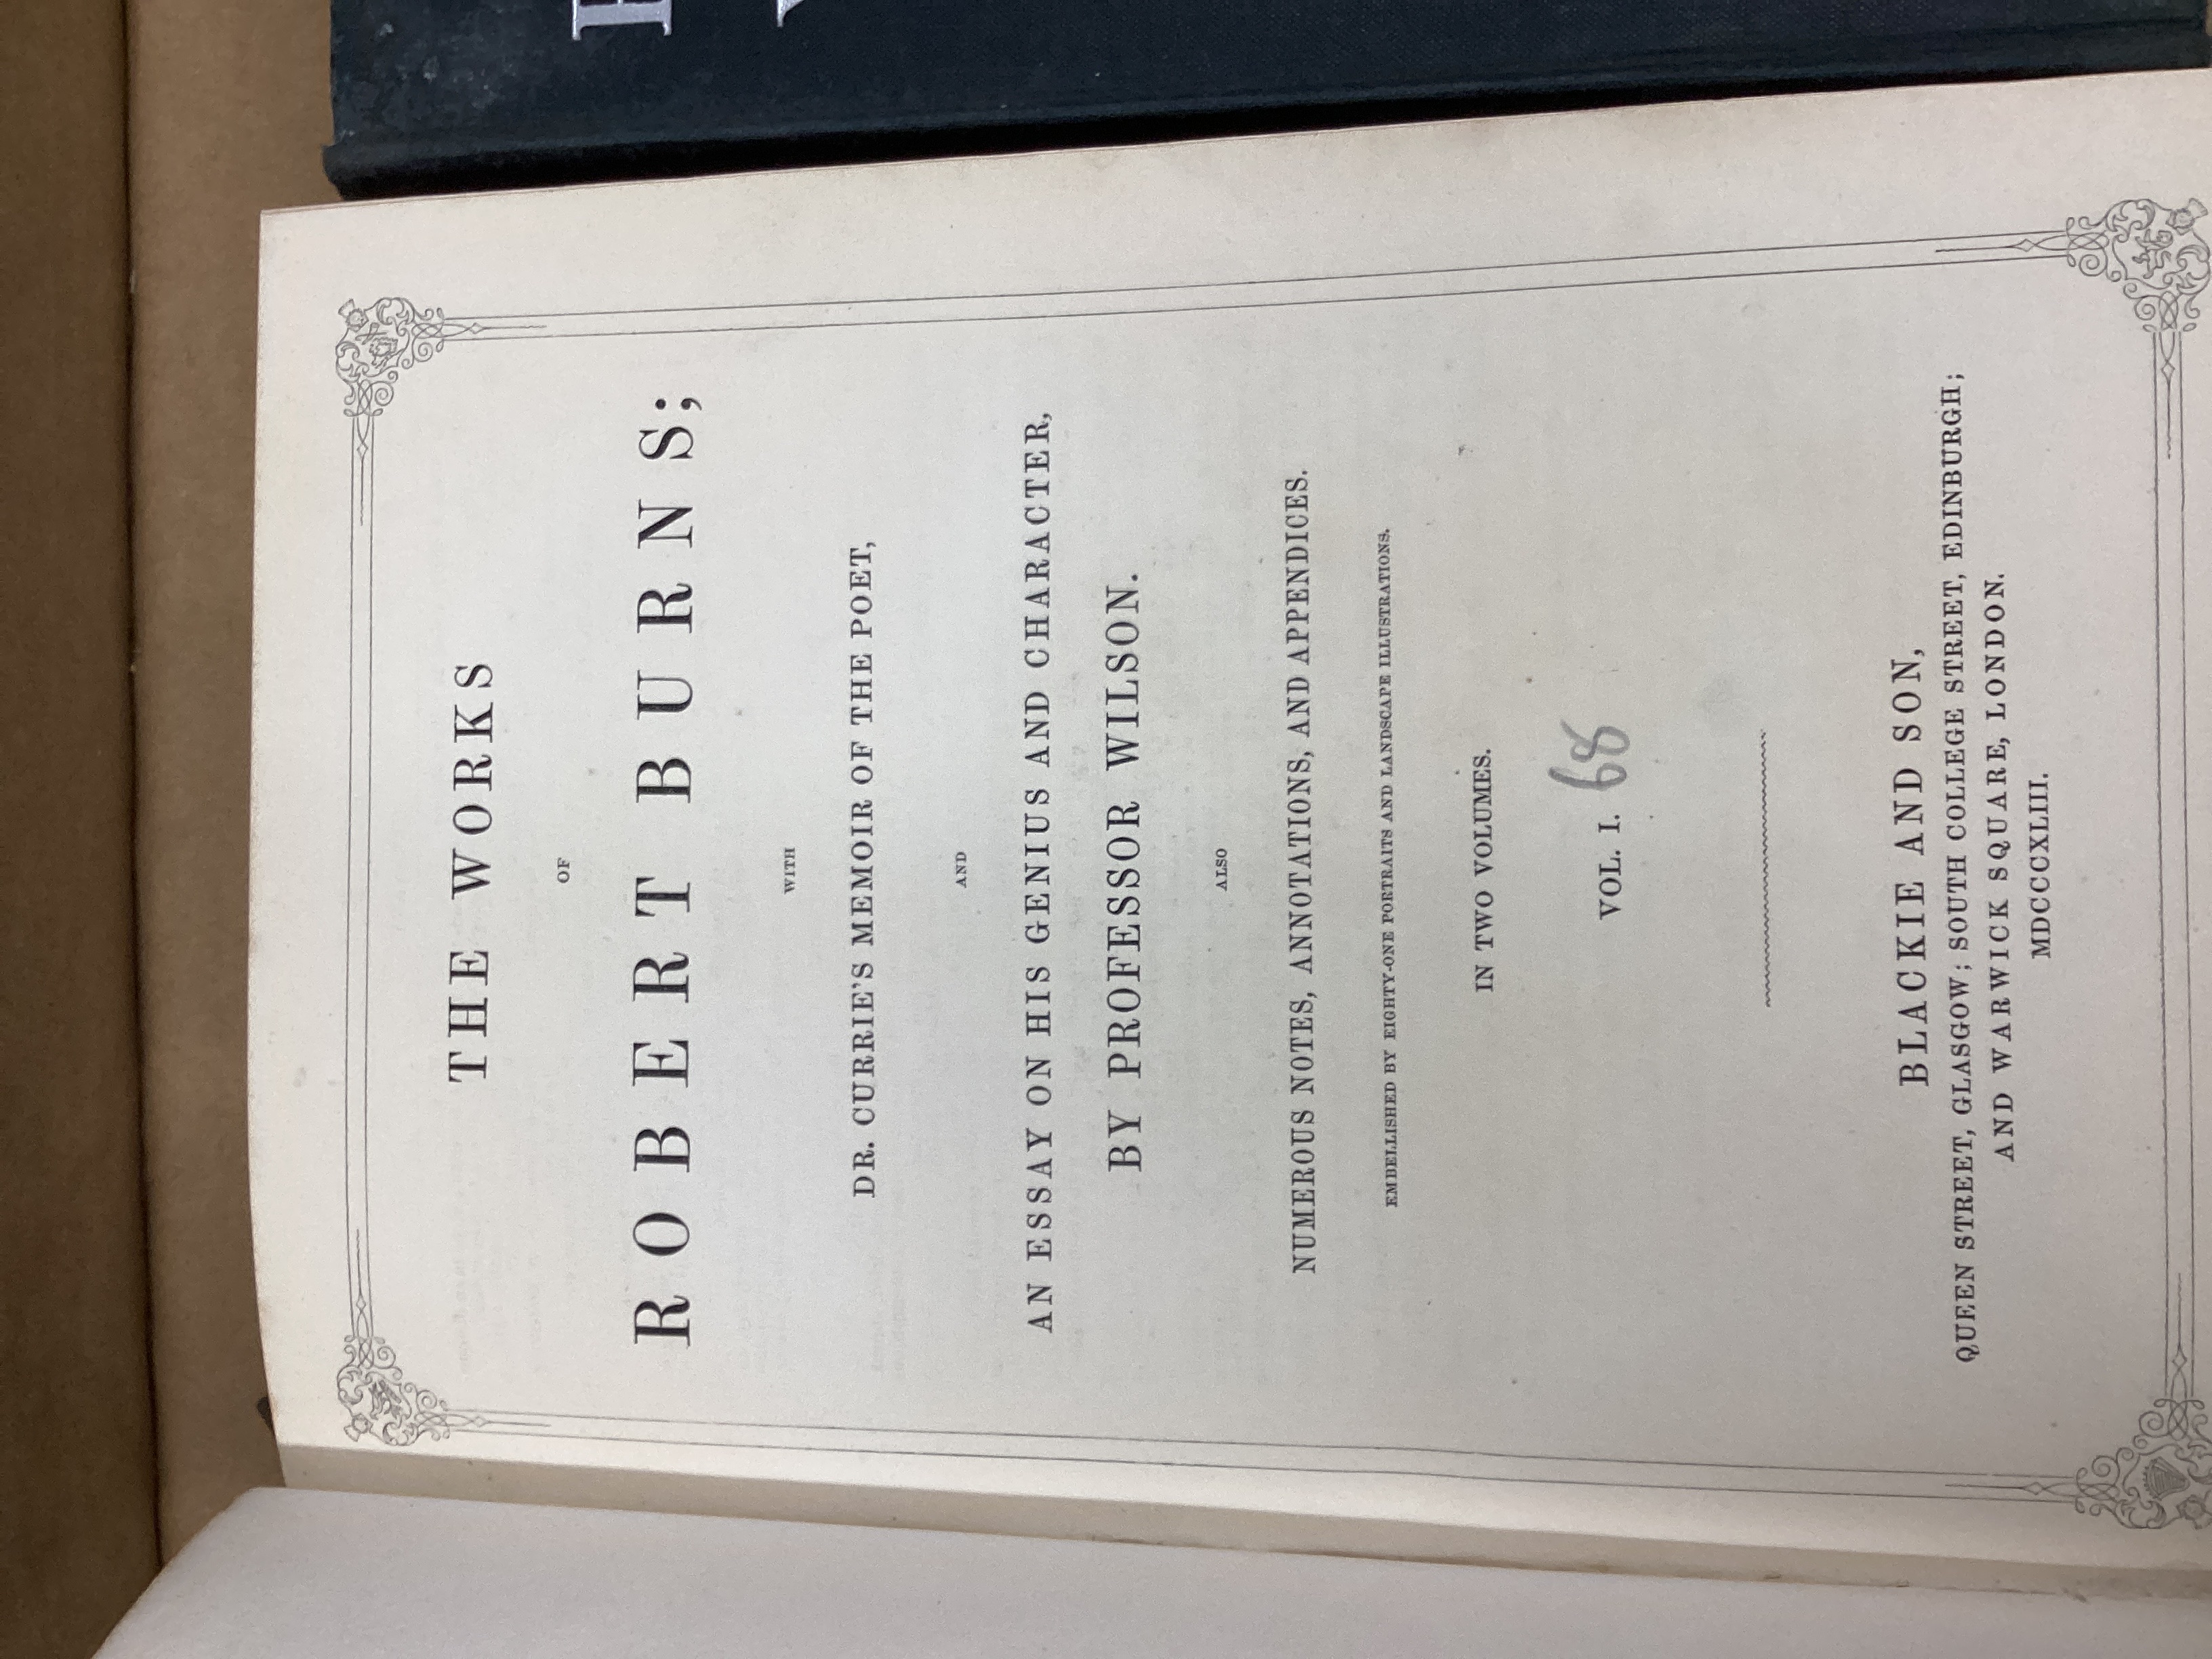 THE WORKS
OF
ROBERT BURNS;
WITH
DR. CURRIE'S MEMOIR OF THE POET,
AND
AN ESSAY ON HIS GENIUS AND CHARACTER,
BY PROFESSOR WILSON.
ALSO
NUMEROUS NOTES, ANNOTATIONS, AND APPENDICES.
EMBELLISHED BY EIGHTY-ONE PORTRAITS AND LANDSCAPE ILLUSTRATIONS.
IN TWO VOLUMES.
VOL. I. 68
BLACKIE AND SON,
QUEEN STREET, GLASGOW; SOUTH COLLEGE STREET, EDINBURGH;
AND WARWICK SQUARE, LONDON.
MDCCCXLIII.